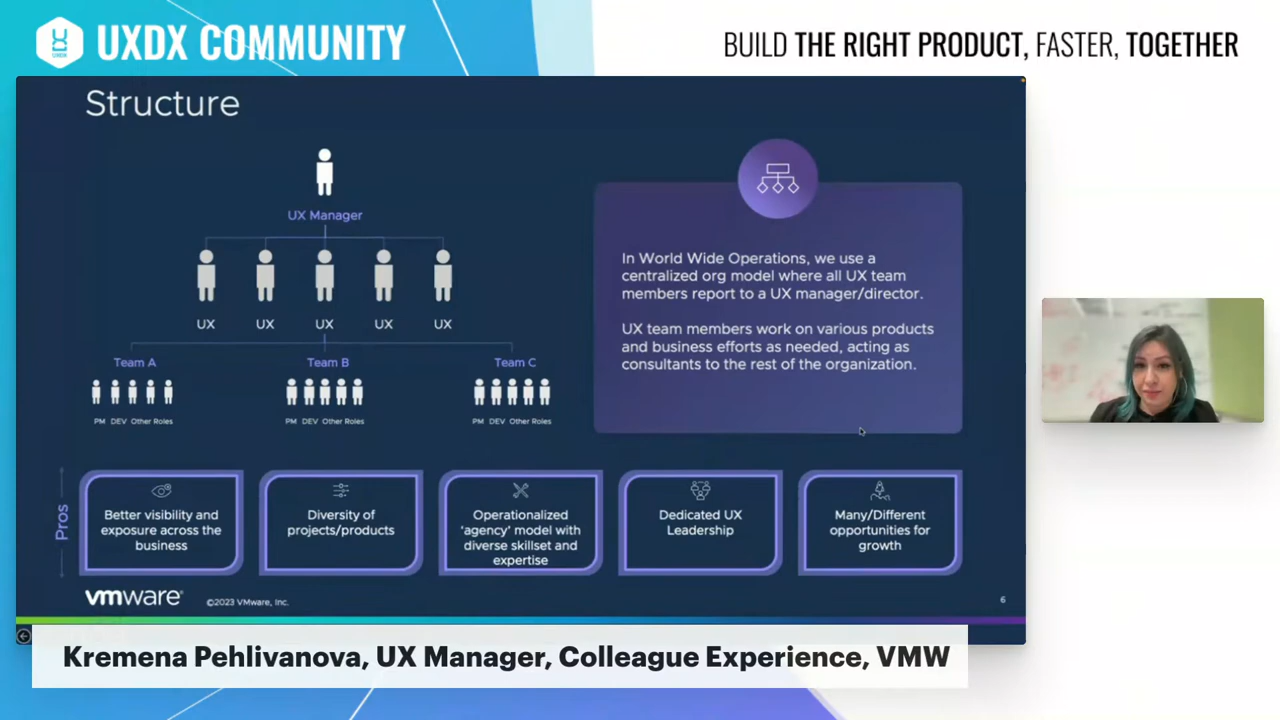 UXDX COMMUNITY
BUILD THE RIGHT PRODUCT, FASTER, TOGETHER
Structure
UX Manager
UX UX UX UX UX
Team A Team B Team C
PM DEV Other Roles PM DEV Other Roles PM DEV Other Roles
In World Wide Operations, we use a
centralized org model where all UX team
members report to a UX manager/director.
UX team members work on various products
and business efforts as needed, acting as
consultants to the rest of the organization.
Pros
Better visibility and
exposure across the
business
Diversity of
projects/products
Operationalized
'agency' model with
diverse skillset and
expertise
Dedicated UX
Leadership
Many/Different
opportunities for
growth
vmware®
©2023 VMware, Inc.
6
Kremena Pehlivanova, UX Manager, Colleague Experience, VMW